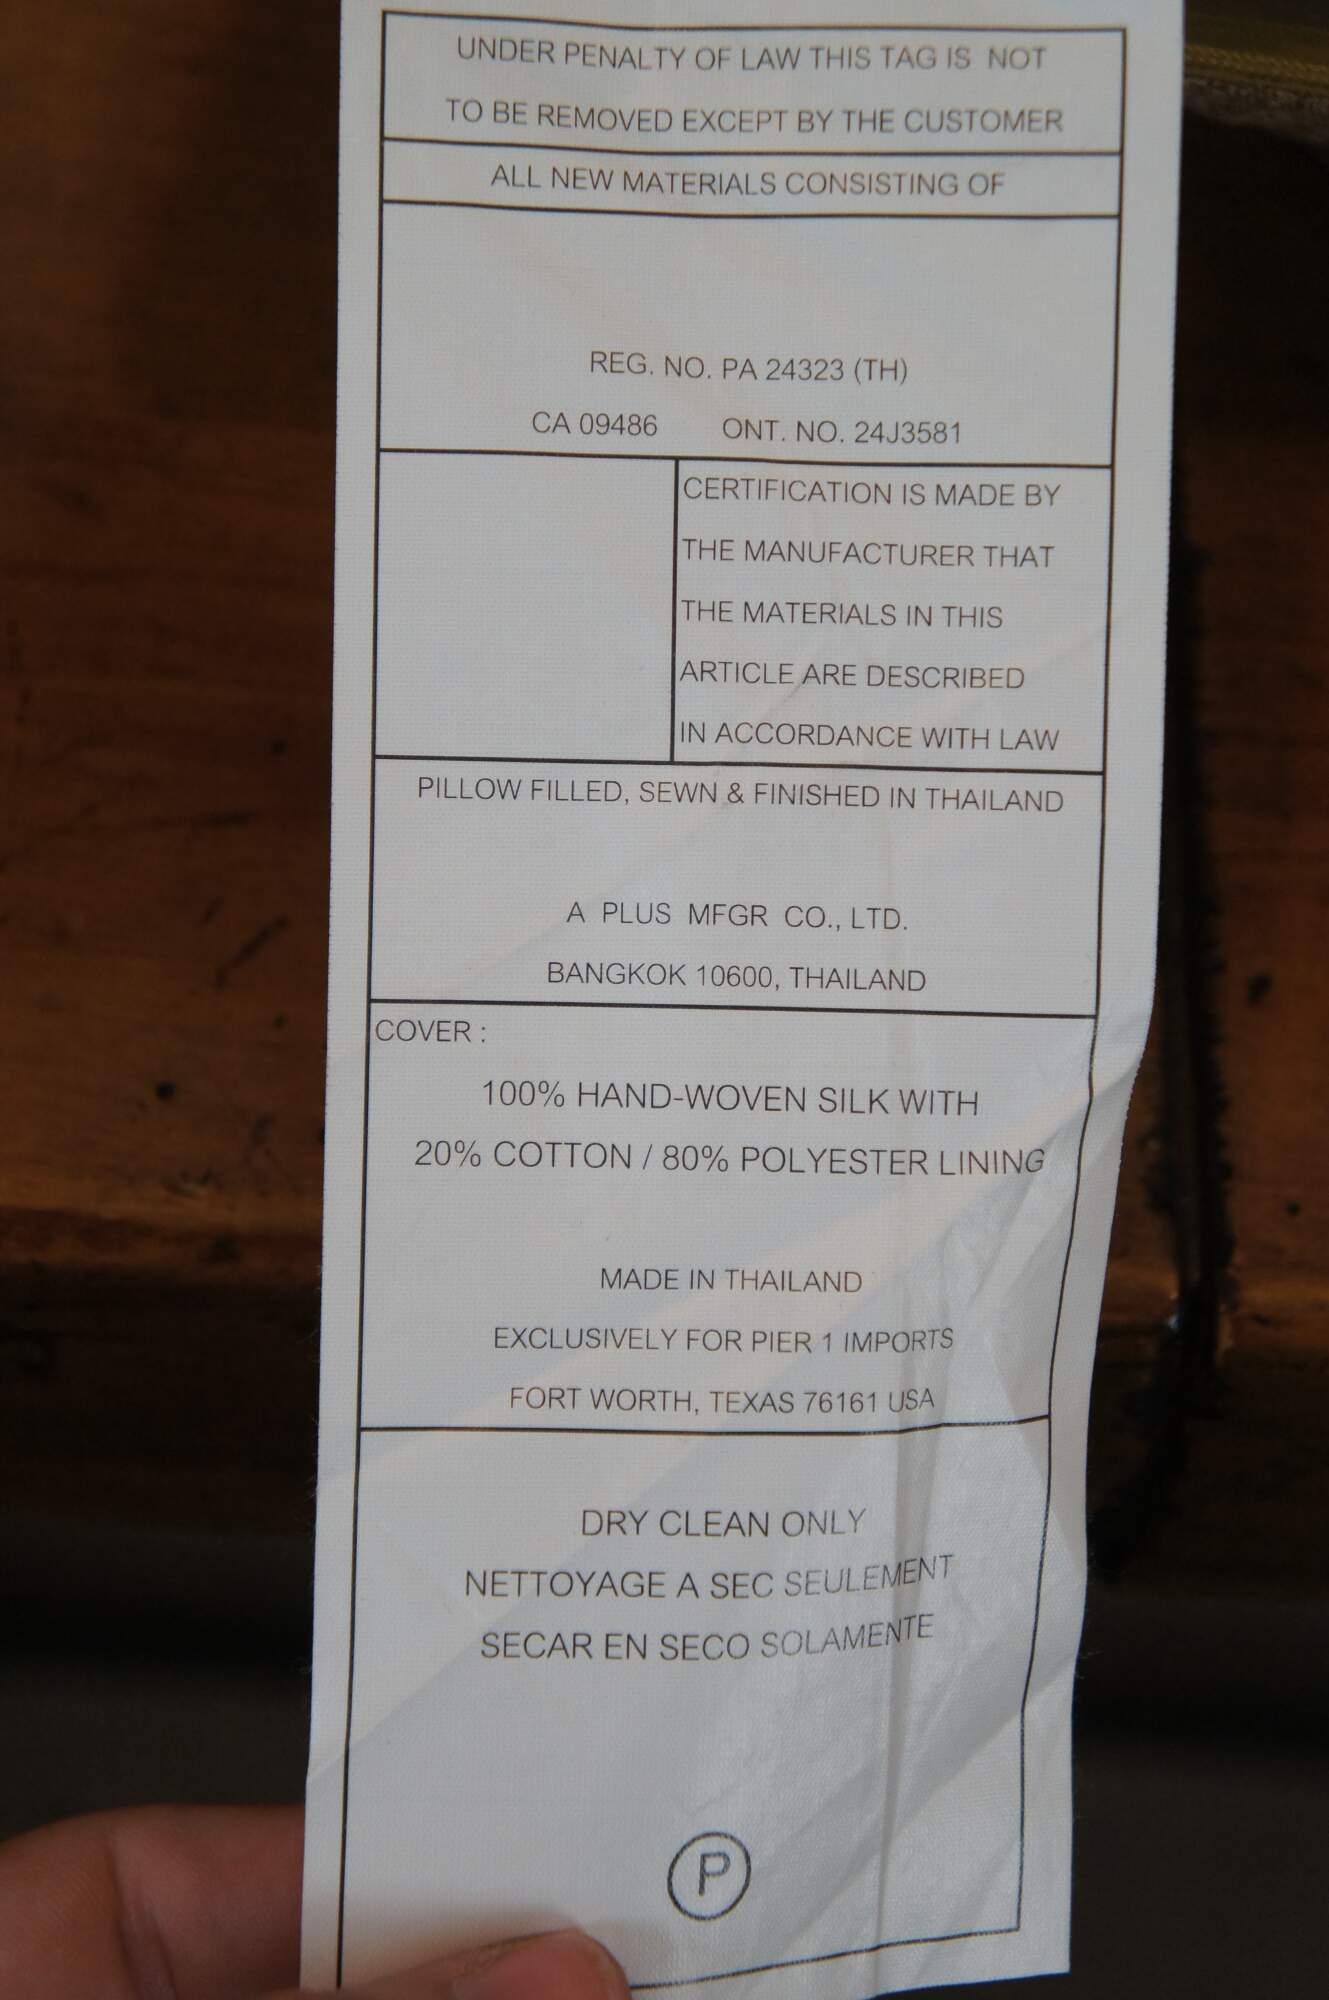 UNDER PENALTY OF LAW THIS TAG IS NOT
TO BE REMOVED EXCEPT BY THE CUSTOMER
ALL NEW MATERIALS CONSISTING OF
REG. NO. PA 24323 (TH)
CA 09486 ONT. NO. 24J3581
CERTIFICATION IS MADE BY
THE MANUFACTURER THAT
THE MATERIALS IN THIS
ARTICLE ARE DESCRIBED
IN ACCORDANCE WITH LAW
PILLOW FILLED, SEWN & FINISHED IN THAILAND
A PLUS MFGR CO., LTD.
BANGKOK 10600, THAILAND
COVER :
100% HAND-WOVEN SILK WITH
20% COTTON / 80% POLYESTER LINING
MADE IN THAILAND
EXCLUSIVELY FOR PIER 1 IMPORTS
FORT WORTH, TEXAS 76161 USA
DRY CLEAN ONLY
NETTOYAGE A SEC SEULEMENT
SECAR EN SECO SOLAMENTE
P